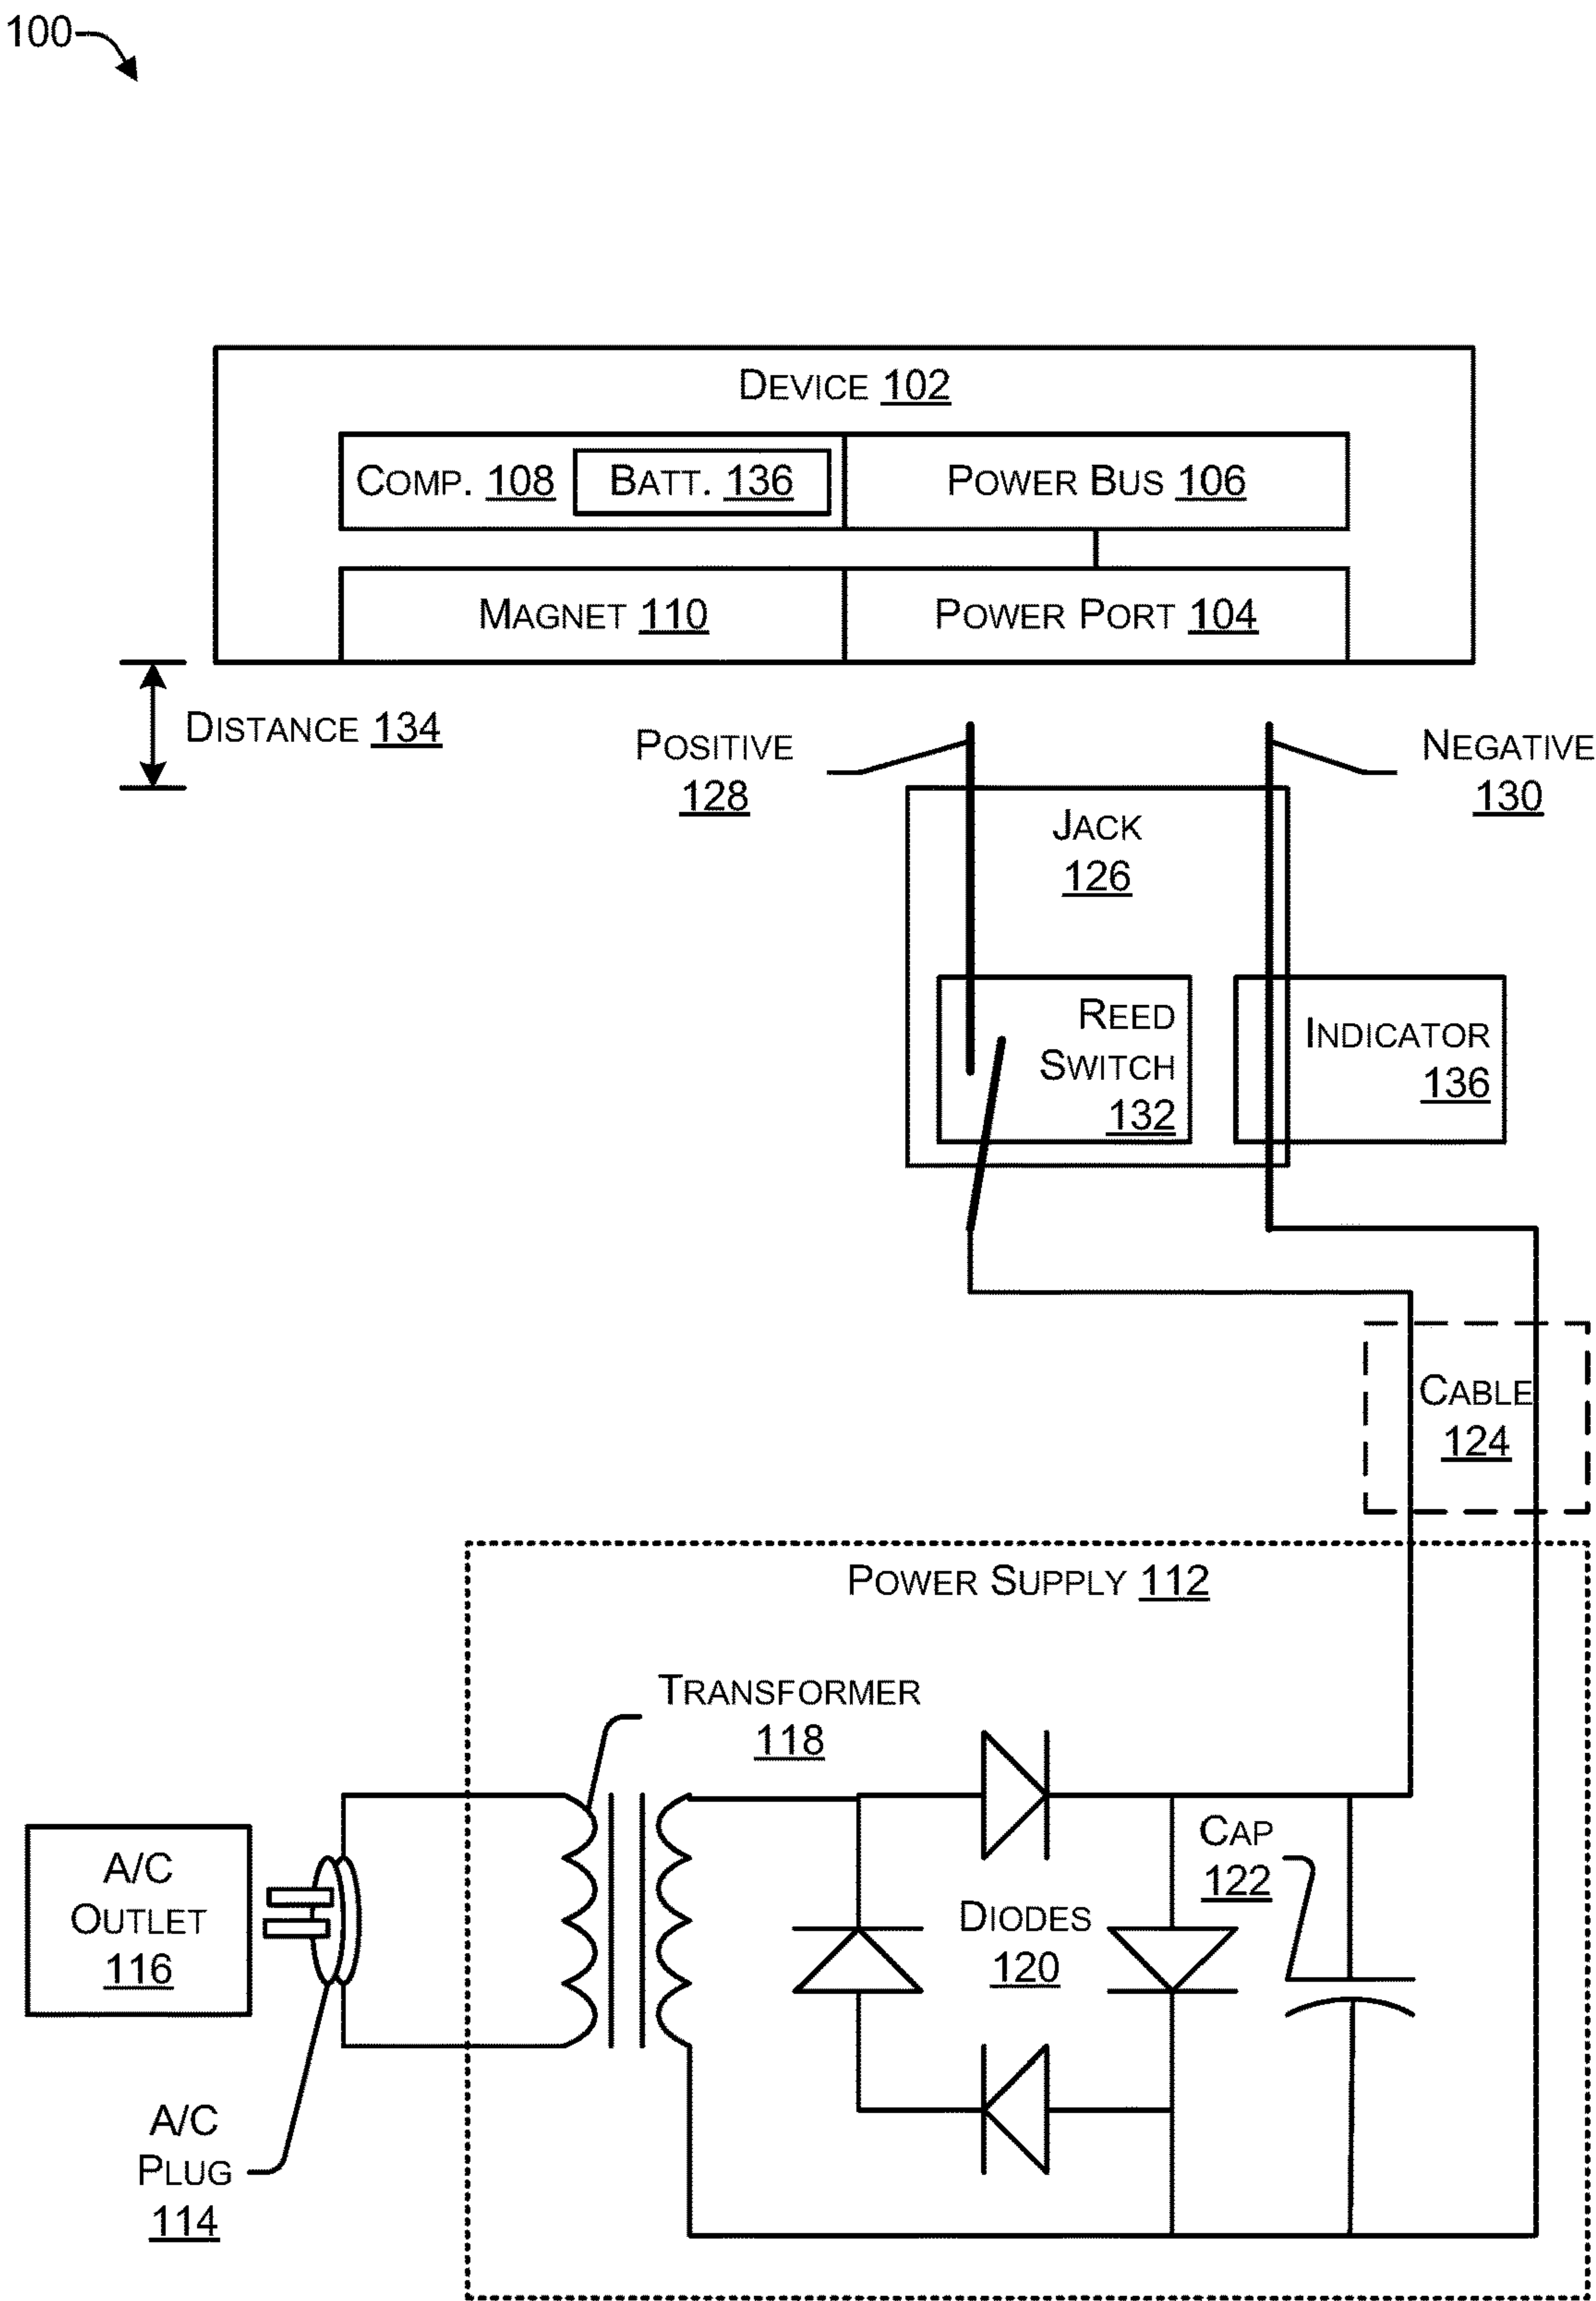 100
DEVICE 102
COMP. 108
BATT. 136
POWER BUS 106
MAGNET 110
POWER PORT 104
DISTANCE 134
POSITIVE
128
NEGATIVE
130
JACK
126
REED
SWITCH
132
INDICATOR
136
CABLE
124
POWER SUPPLY 112
TRANSFORMER
118
CAP
122
A/C
OUTLET
116
DIODES
120
A/C
PLUG
114